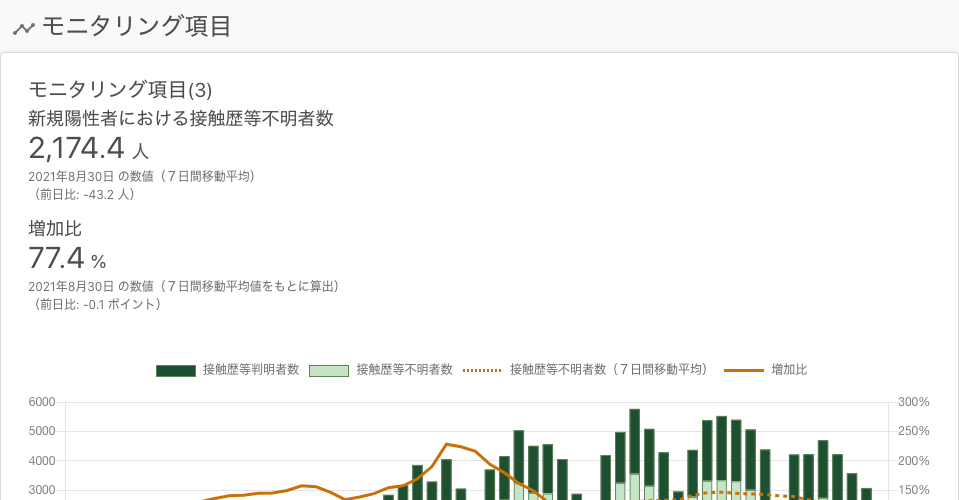 モニタリング項目
モニタリング項目(3)
新規陽性者における接触歴等不明者数
2,174.4 人
2021年8月30日 の数値（７日間移動平均）
（前日比: -43.2 人）
増加比
77.4 %
2021年8月30日 の数値（７日間移動平均値をもとに算出）
（前日比: -0.1 ポイント）
接触歴等判明者数 接触歴等不明者数 接触歴等不明者数（７日間移動平均） 増加比
6000 300%
5000 250%
4000 200%
3000 150%